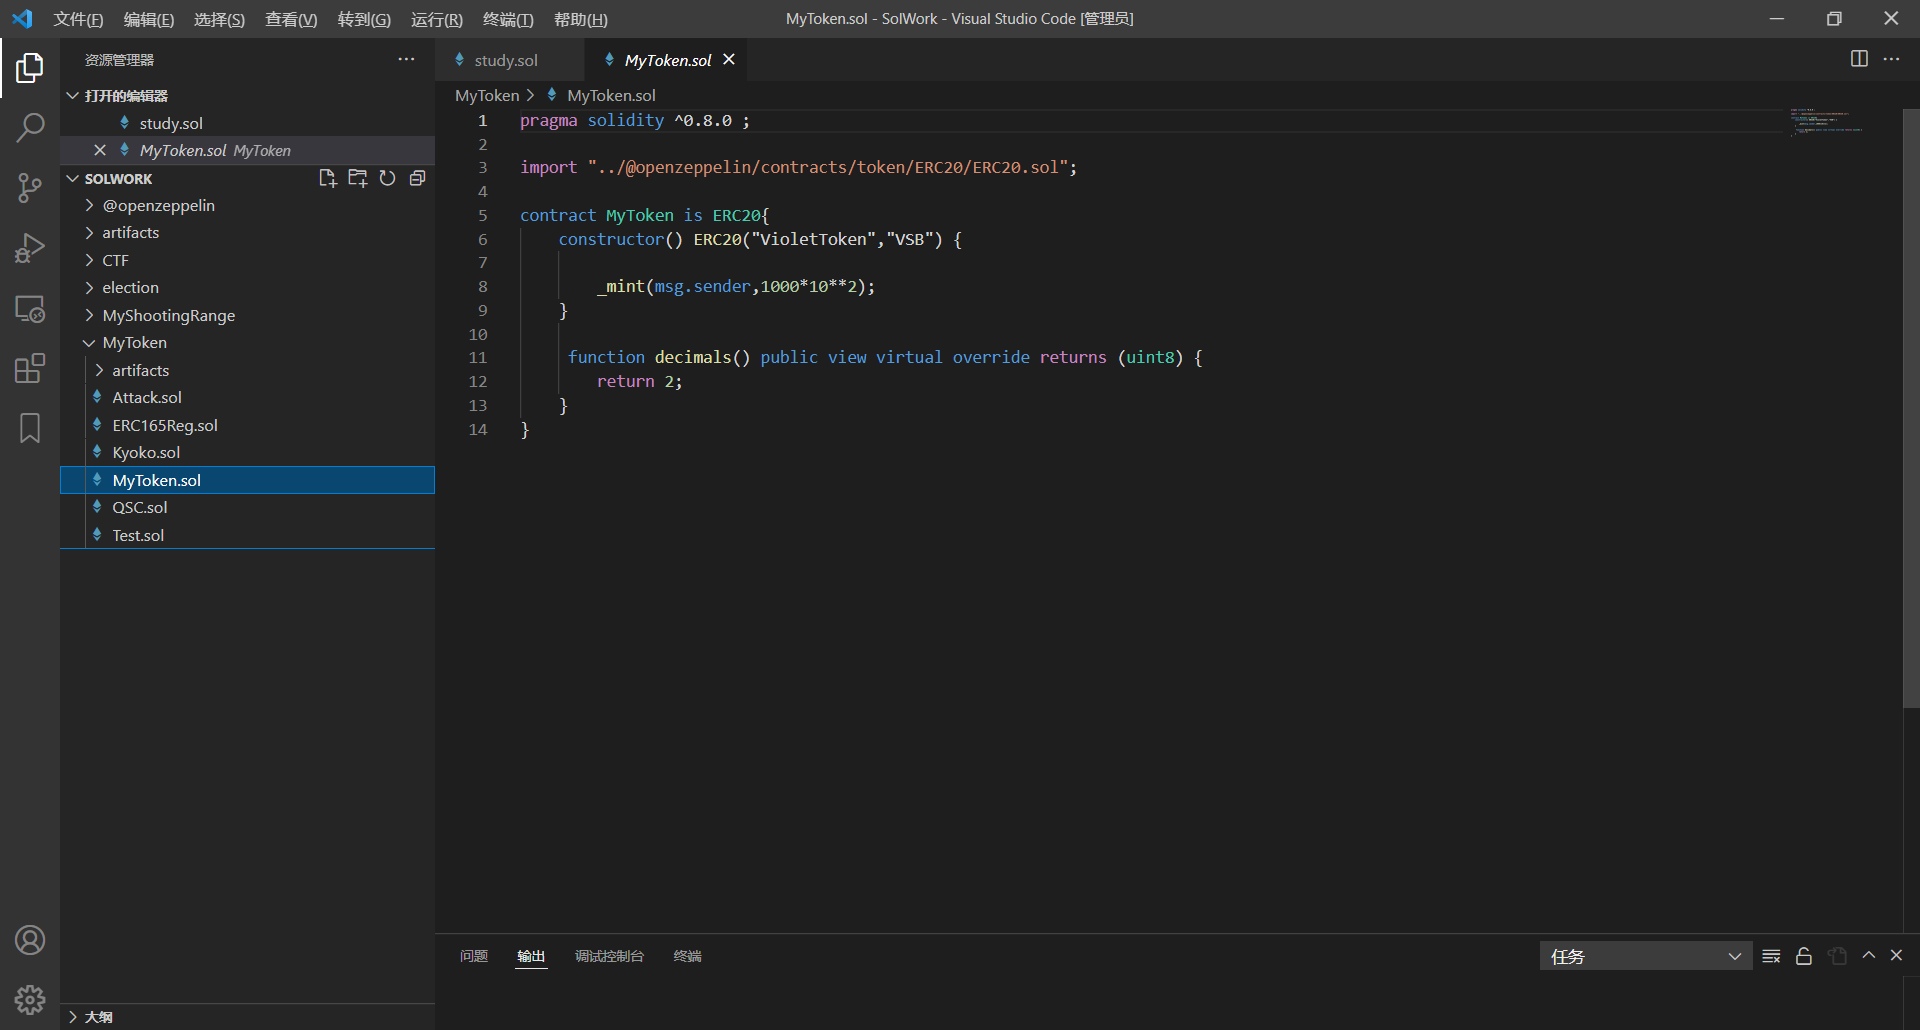 文件(F) 编辑(E) 选择(S) 查看(V) 转到(G) 运行(R) 终端(T) 帮助(H) MyToken.sol - SolWork - Visual Studio Code [管理员]
资源管理器
打开的编辑器
study.sol
MyToken.sol MyToken
SOLWORK
@openzeppelin
artifacts
CTF
election
MyShootingRange
MyToken
artifacts
Attack.sol
ERC165Reg.sol
Kyoko.sol
MyToken.sol
QSC.sol
Test.sol
大纲
study.sol MyToken.sol
MyToken > MyToken.sol
1 pragma solidity ^0.8.0 ;
2
3 import "../@openzeppelin/contracts/token/ERC20/ERC20.sol";
4
5 contract MyToken is ERC20{
6 constructor() ERC20("VioletToken","VSB") {
7
8 _mint(msg.sender,1000*10**2);
9 }
10
11 function decimals() public view virtual override returns (uint8) {
12 return 2;
13 }
14 }
问题 输出 调试控制台 终端 任务